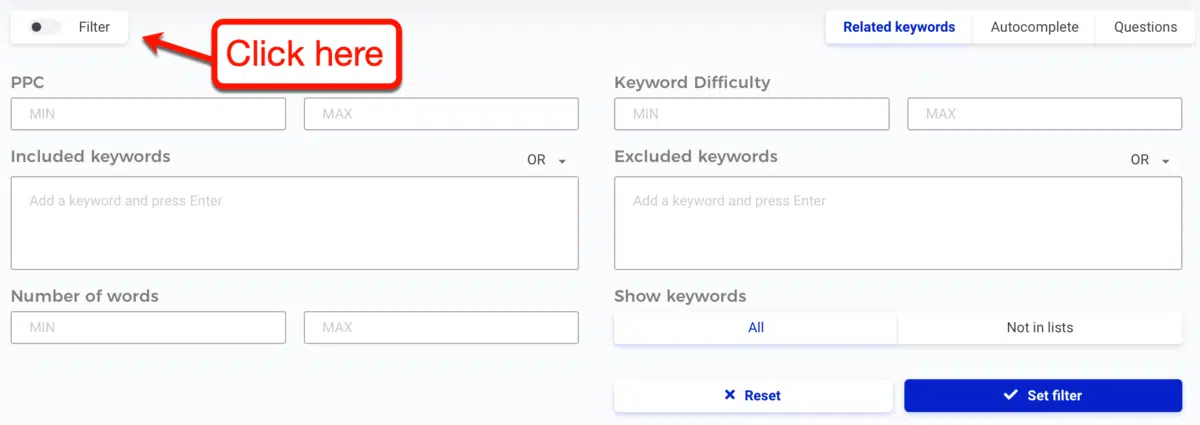 Filter
Click here
Related keywords
Autocomplete
Questions
PPC
Keyword Difficulty
MIN
MAX
MIN
MAX
Included keywords
OR
Excluded keywords
OR
Add a keyword and press Enter
Add a keyword and press Enter
Number of words
Show keywords
MIN
MAX
All
Not in lists
Reset
Set filter